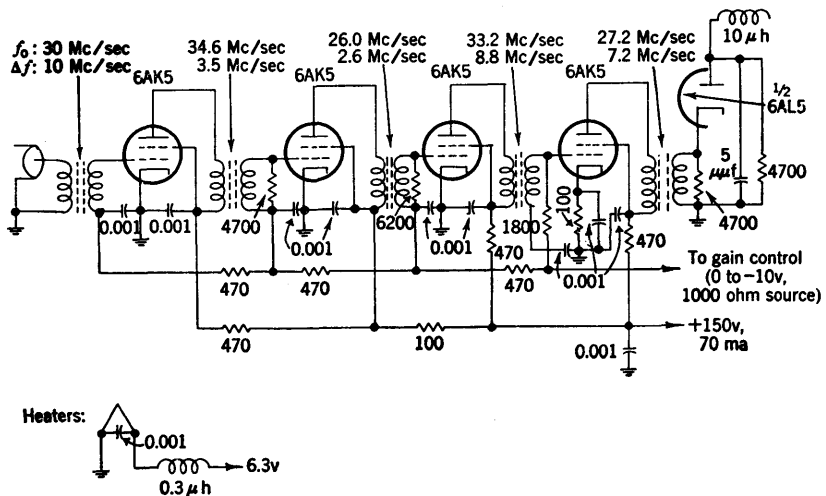 f₀: 30 Mc/sec
Δf: 10 Mc/sec
34.6 Mc/sec
3.5 Mc/sec
26.0 Mc/sec
2.6 Mc/sec
33.2 Mc/sec
8.8 Mc/sec
27.2 Mc/sec
7.2 Mc/sec
10 μh
6AK5
6AK5
6AK5
6AK5
1/2
6AL5
5
μμf
4700
4700
0.001
0.001
4700
0.001
6200
0.001
1800
100
0.001
470
470
470
470
470
To gain control
(0 to -10v,
1000 ohm source)
470
100
0.001
+150v,
70 ma
Heaters:
0.001
6.3v
0.3 μh